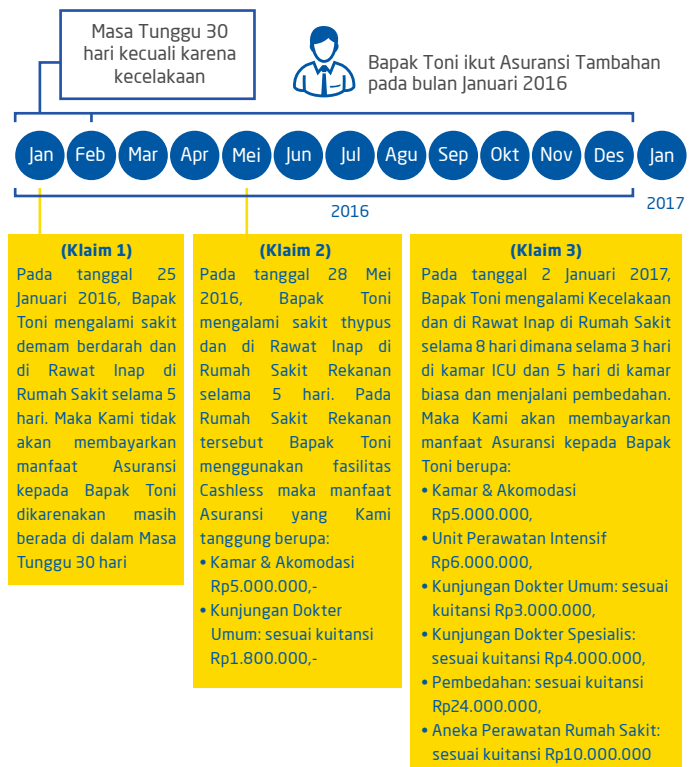 Masa Tunggu 30
hari kecuali karena
kecelakaan
Bapak Toni ikut Asuransi Tambahan
pada bulan Januari 2016
Jan Feb Mar Apr Mei Jun Jul Agu Sep Okt Nov Des Jan
2016
2017
(Klaim 1)
Pada tanggal 25
Januari 2016, Bapak
Toni mengalami sakit
demam berdarah dan
di Rawat Inap di
Rumah Sakit selama 5
hari. Maka Kami tidak
akan membayarkan
manfaat Asuransi
kepada Bapak Toni
dikarenakan masih
berada di dalam Masa
Tunggu 30 hari
(Klaim 2)
Pada tanggal 28 Mei
2016, Bapak Toni
mengalami sakit thypus
dan di Rawat Inap di
Rumah Sakit Rekanan
selama 5 hari. Pada
Rumah Sakit Rekanan
tersebut Bapak Toni
menggunakan fasilitas
Cashless maka manfaat
Asuransi yang Kami
tanggung berupa:
• Kamar & Akomodasi
Rp5.000.000,-
• Kunjungan Dokter
Umum: sesuai kuitansi
Rp1.800.000,-
(Klaim 3)
Pada tanggal 2 Januari 2017,
Bapak Toni mengalami Kecelakaan
dan di Rawat Inap di Rumah Sakit
selama 8 hari dimana selama 3 hari
di kamar ICU dan 5 hari di kamar
biasa dan menjalani pembedahan.
Maka Kami akan membayarkan
manfaat Asuransi kepada Bapak
Toni berupa:
• Kamar & Akomodasi
Rp5.000.000,
• Unit Perawatan Intensif
Rp6.000.000,
• Kunjungan Dokter Umum: sesuai
kuitansi Rp3.000.000,
• Kunjungan Dokter Spesialis:
sesuai kuitansi Rp4.000.000,
• Pembedahan: sesuai kuitansi
Rp24.000.000,
• Aneka Perawatan Rumah Sakit:
sesuai kuitansi Rp10.000.000